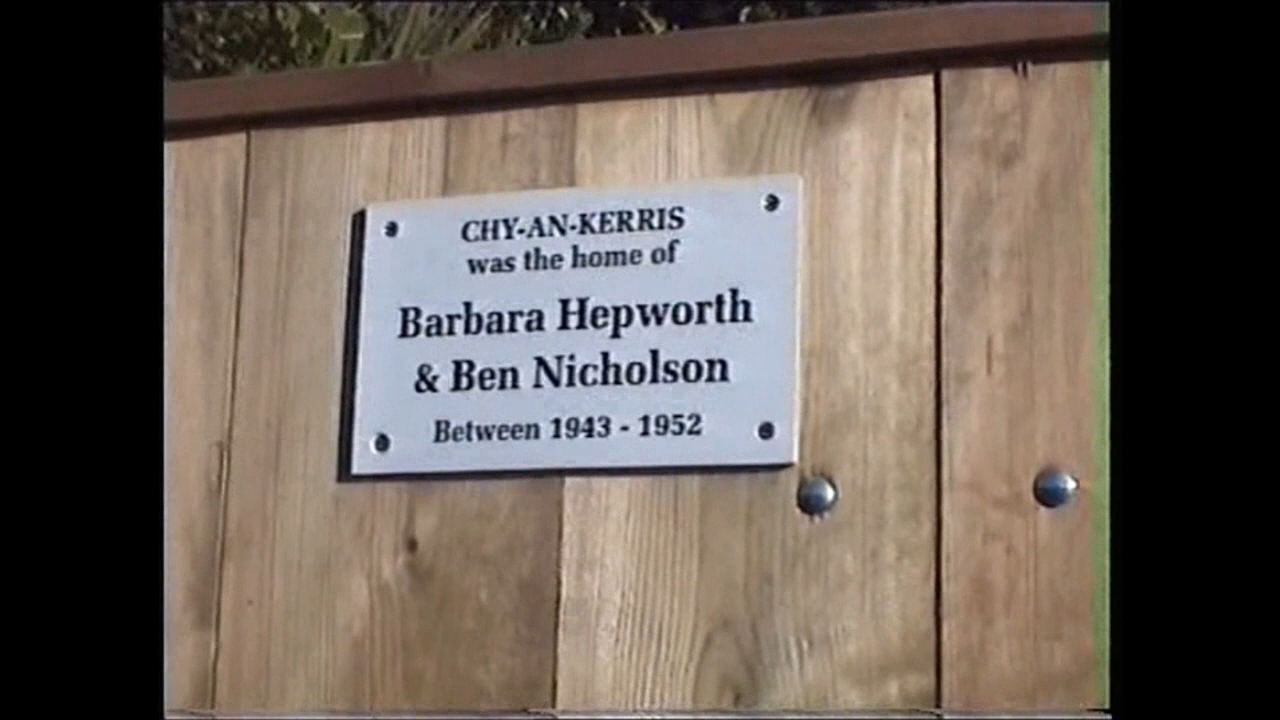 CHY-AN-KERRIS
was the home of
Barbara Hepworth
& Ben Nicholson
Between 1943 - 1952